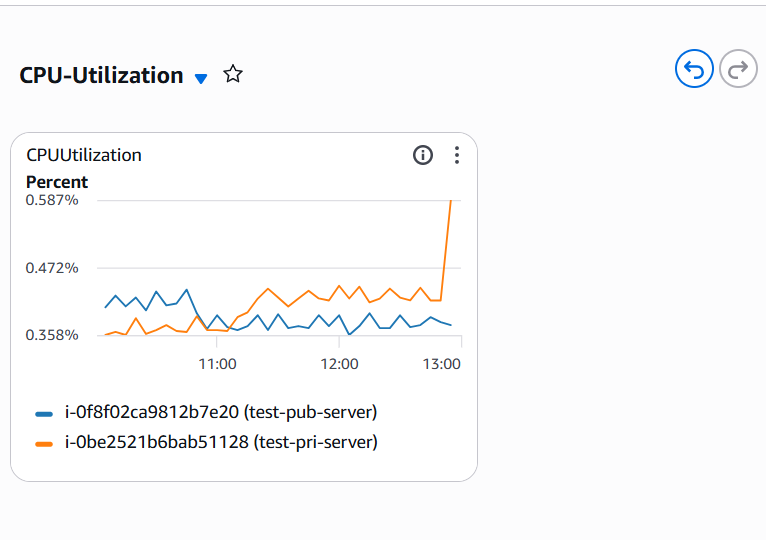 CPU-Utilization
CPUUtilization
Percent
0.587%
0.472%
0.358%
11:00 12:00 13:00
i-0f8f02ca9812b7e20 (test-pub-server)
i-0be2521b6bab51128 (test-pri-server)